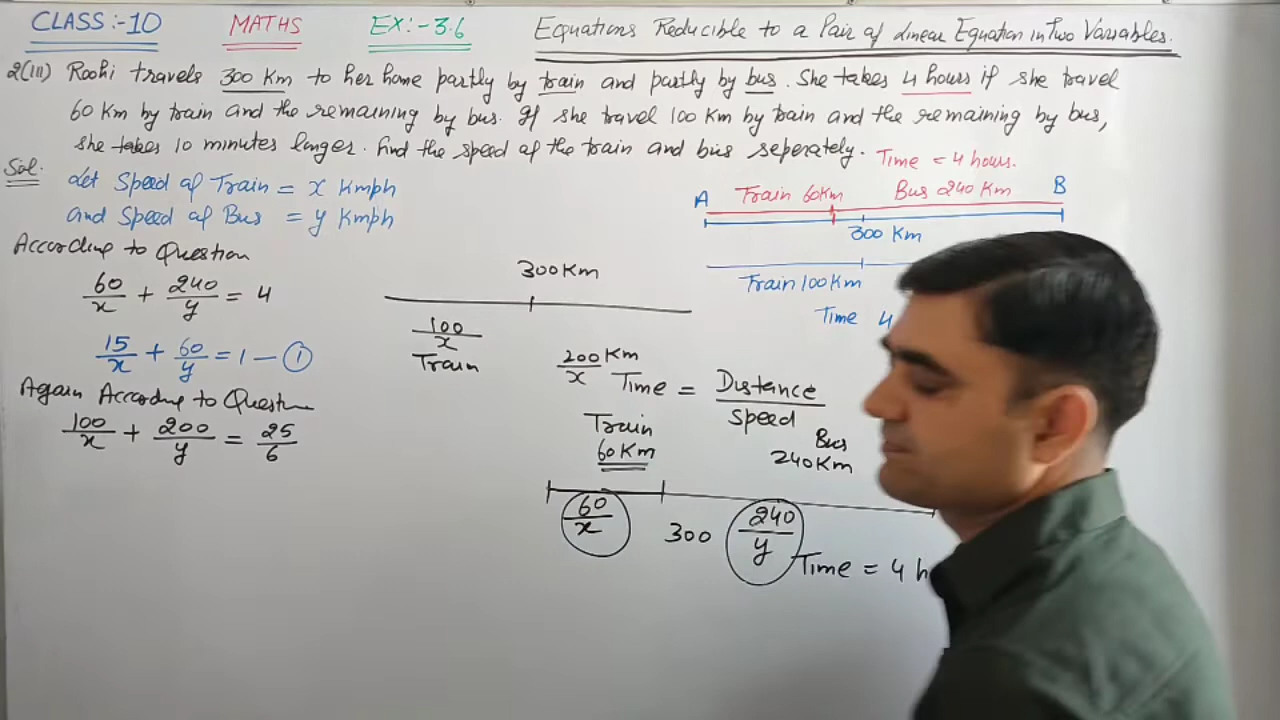 CLASS:-10 MATHS EX:-3.6 Equations Reducible to a Pair of Linear Equation in Two Variables.
2(III) Roohi travels 300 Km to her home partly by train and partly by bus. She takes 4 hours if she travel
60 Km by train and the remaining by bus. If she travel 100 Km by train and the remaining by bus,
she takes 10 minutes longer. Find the speed of the train and bus seperately.
Time = 4 hours.
Sol.
Let Speed of Train = x Kmph
and Speed of Bus = y Kmph
A Train 60Km Bus 240 Km B
300 Km
According to Question
60/x + 240/y = 4
15/x + 60/y = 1 — ①
Again According to Question
100/x + 200/y = 25/6
300Km
100/x
Train
200/x Km
Train 100Km
Time 4
Time = Distance/Speed
Train
60Km
Bus
240Km
60/x 300 240/y
Time = 4 h